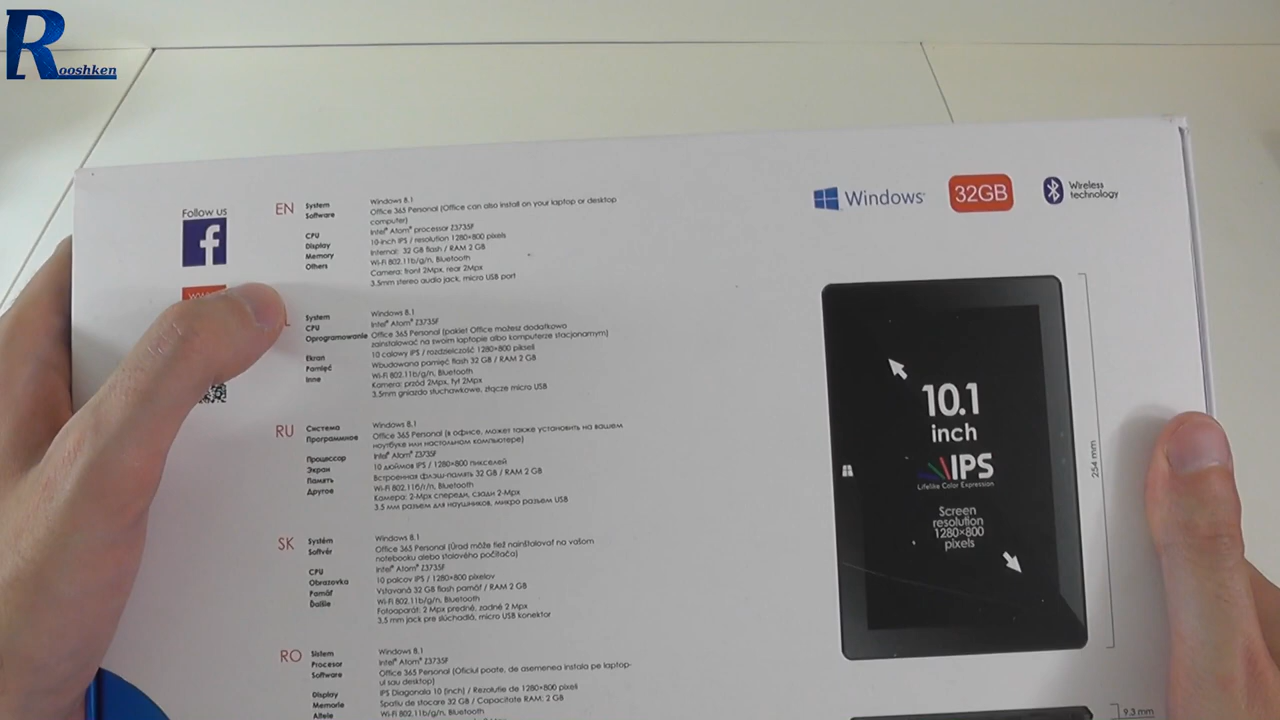 Rooshken
Follow us
EN
System Windows 8.1
Software Office 365 Personal (Office can also install on your laptop or desktop
computer)
CPU Intel® Atom® processor Z3735F
Display 10-inch IPS / resolution 1280×800 pixels
Memory Internal: 32 GB flash / RAM 2 GB
Others Wi-Fi 802.11b/g/n, Bluetooth
Camera: front 2Mpx, rear 2Mpx
3.5mm stereo audio jack, micro USB port
System Windows 8.1
CPU Intel® Atom® Z3735F
Oprogramowanie Office 365 Personal (pakiet Office możesz dodatkowo
zainstalować na swoim laptopie albo komputerze stacjonarnym)
Ekran 10 calowy IPS / rozdzielczość 1280×800 pikseli
Pamięć Wbudowana pamięć flash 32 GB / RAM 2 GB
Inne Wi-Fi 802.11b/g/n, Bluetooth
Kamera: przód 2Mpx, tył 2Mpx
3.5mm gniazdo słuchawkowe, złącze micro USB
RU
Система Windows 8.1
Программное Office 365 Personal (в офисе, может также установить на вашем
ноутбуке или настольном компьютере)
Процессор Intel® Atom® Z3735F
Экран 10 дюймов IPS / 1280×800 пикселей
Память Встроенная флэш-память 32 GB / RAM 2 GB
Другое Wi-Fi 802.11b/g/n, Bluetooth
Камера: 2-Mpx спереди, сзади 2-Mpx
3.5 мм разъем для наушников, микро разъем USB
SK
Systém Windows 8.1
Softvér Office 365 Personal (Úrad môže tiež nainštalovať na vašom
notebooku alebo stolového počítača)
CPU Intel® Atom® Z3735F
Obrazovka 10 palcov IPS / 1280×800 pixelov
Pamäť Vstavaná 32 GB flash pamäť / RAM 2 GB
Ďalšie Wi-Fi 802.11b/g/n, Bluetooth
Fotoaparát: 2 Mpx predné, zadné 2 Mpx
3,5 mm jack pre slúchadlá, micro USB konektor
RO
Sistem Windows 8.1
Procesor Intel® Atom® Z3735F
Software Office 365 Personal (Oficiul poate, de asemenea instala pe laptop-
ul sau desktop)
Display IPS Diagonala 10 (inch) / Rezolutie de 1280×800 pixeli
Memorie Spatiu de stocare 32 GB / Capacitate RAM: 2 GB
Altele Wi-Fi 802.11b/g/n, Bluetooth
Windows
32GB
Wireless
technology
10.1
inch
IPS
Lifelike Color Expression
Screen
resolution
1280×800
pixels
254 mm
9.3 mm